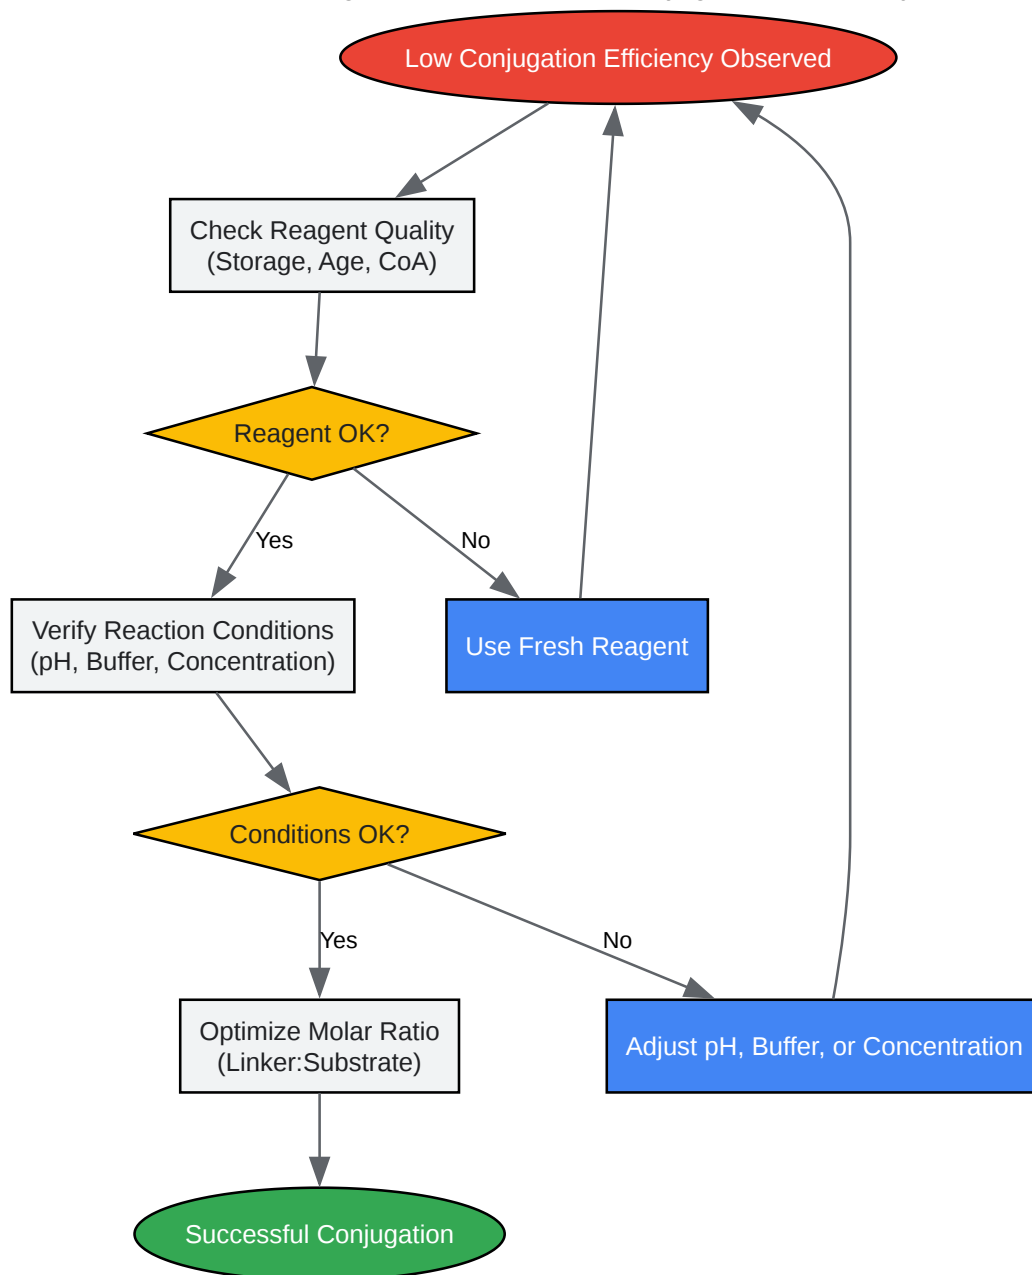 Low Conjugation Efficiency Observed
Check Reagent Quality
(Storage, Age, CoA)
Reagent OK?
Yes
No
Verify Reaction Conditions
(pH, Buffer, Concentration)
Use Fresh Reagent
Conditions OK?
Yes
No
Optimize Molar Ratio
(Linker:Substrate)
Adjust pH, Buffer, or Concentration
Successful Conjugation